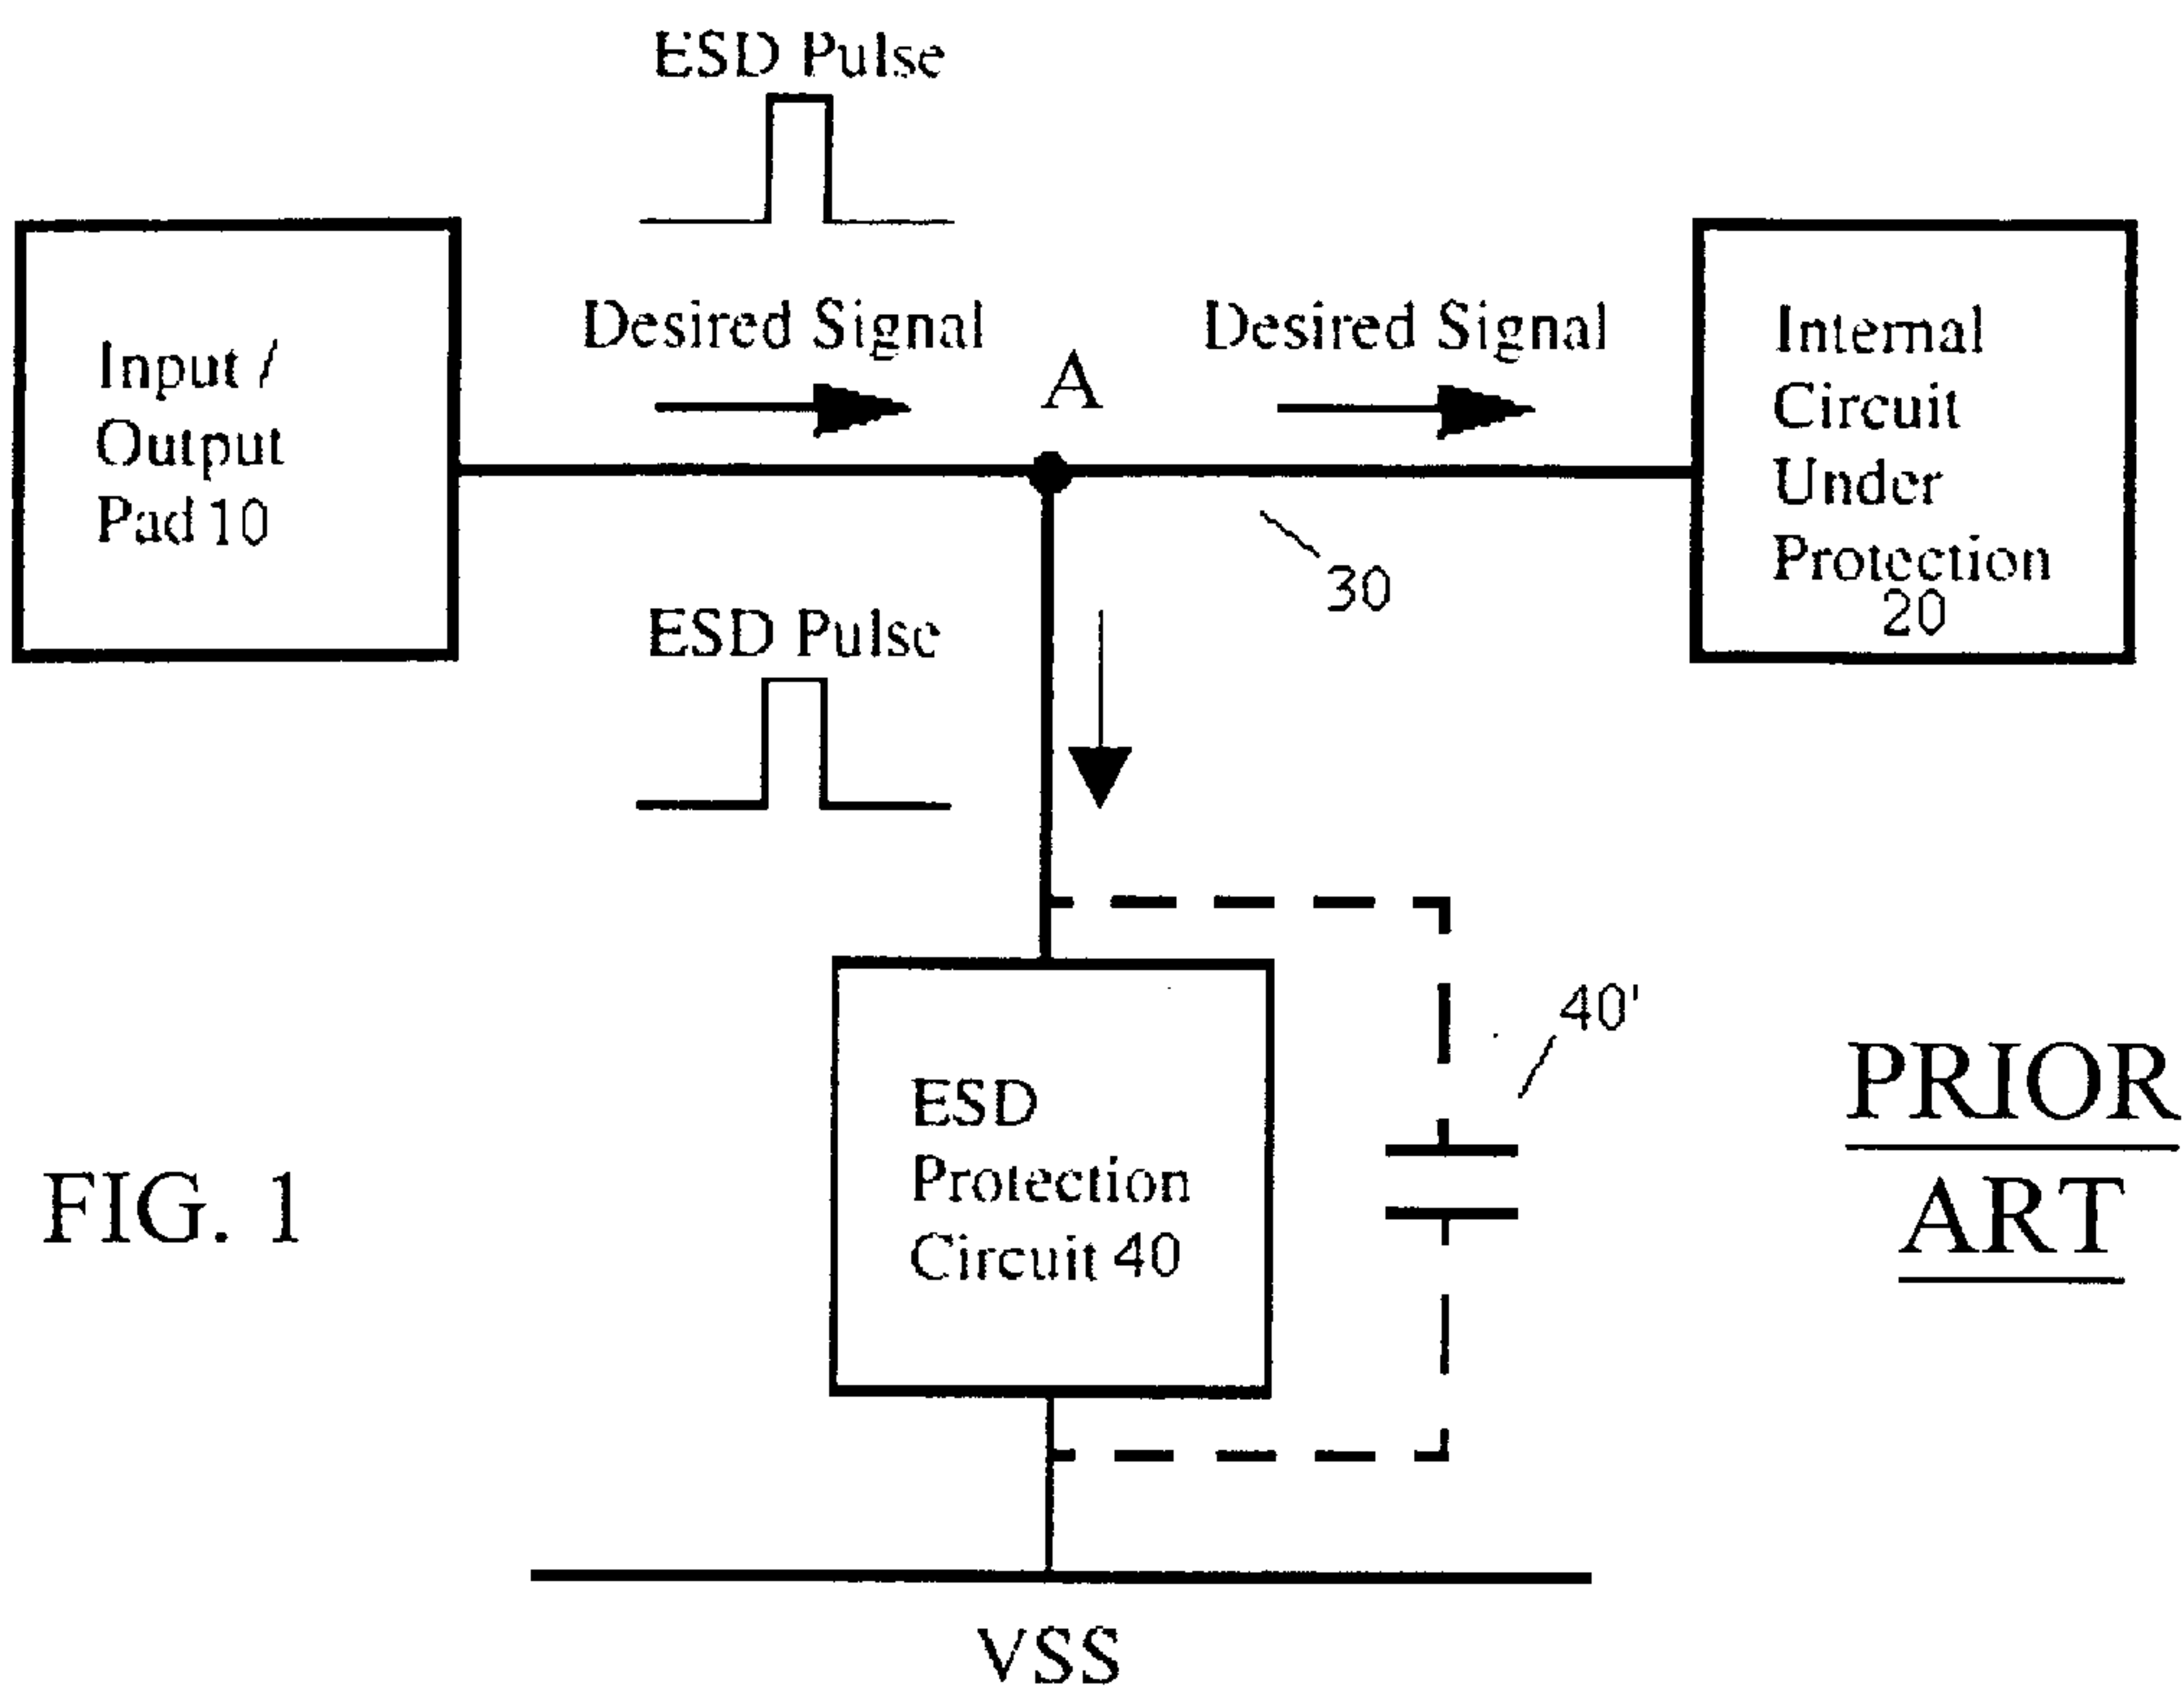 ESD Pulse
Desired Signal
Desired Signal
A
Input /
Output
Pad 10
Internal
Circuit
Under
Protection
20
30
ESD Pulse
40'
ESD
Protection
Circuit 40
PRIOR
ART
FIG. 1
VSS